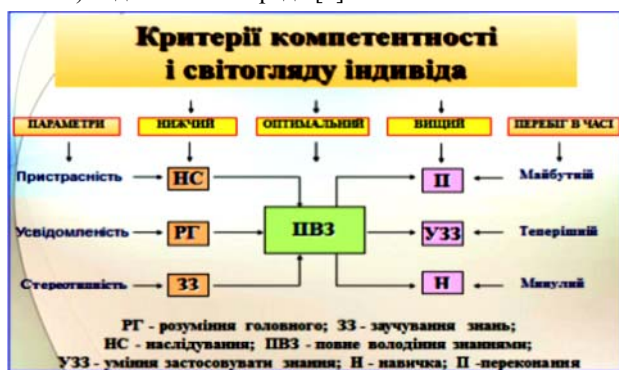 Критерії компетентності
і світогляду індивіда
ПАРАМЕТРИ НИЖЧИЙ ОПТИМАЛЬНИЙ ВИЩИЙ ПЕРЕБІГ В ЧАСІ
Пристрасність НС П Майбутній
Усвідомленість РГ ПВЗ УЗЗ Теперішній
Стереотипність ЗЗ Н Минулий
РГ - розуміння головного; ЗЗ - заучування знань;
НС - наслідування; ПВЗ - повне володіння знаннями;
УЗЗ - уміння застосовувати знання; Н - навичка; П -переконання